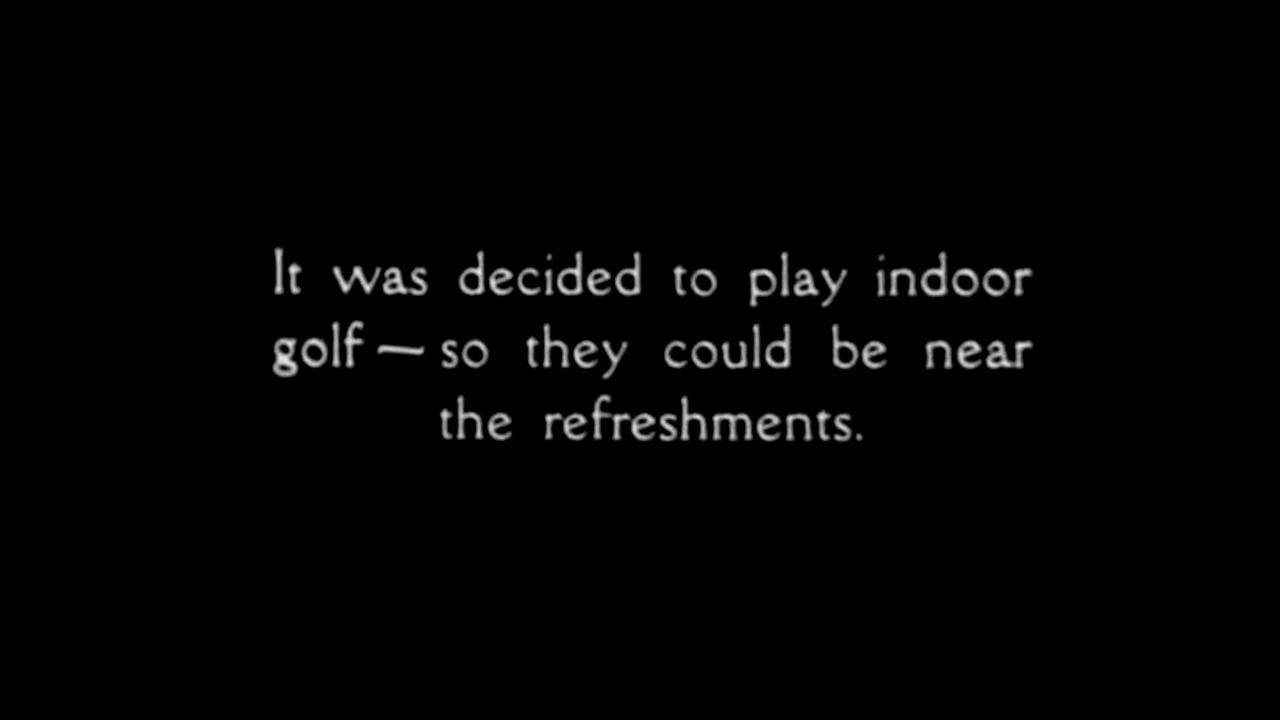 It was decided to play indoor
golf — so they could be near
the refreshments.